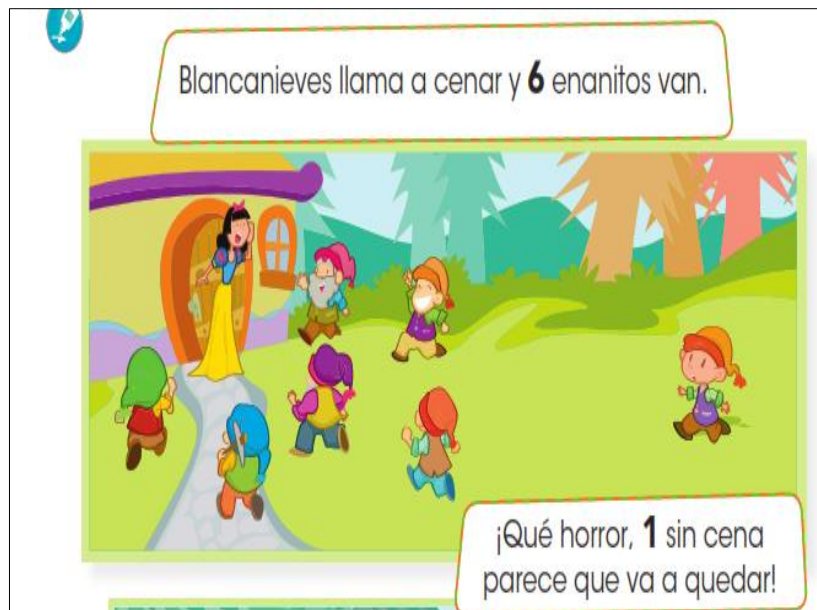 Blancanieves llama a cenar y 6 enanitos van.
¡Qué horror, 1 sin cena
parece que va a quedar!